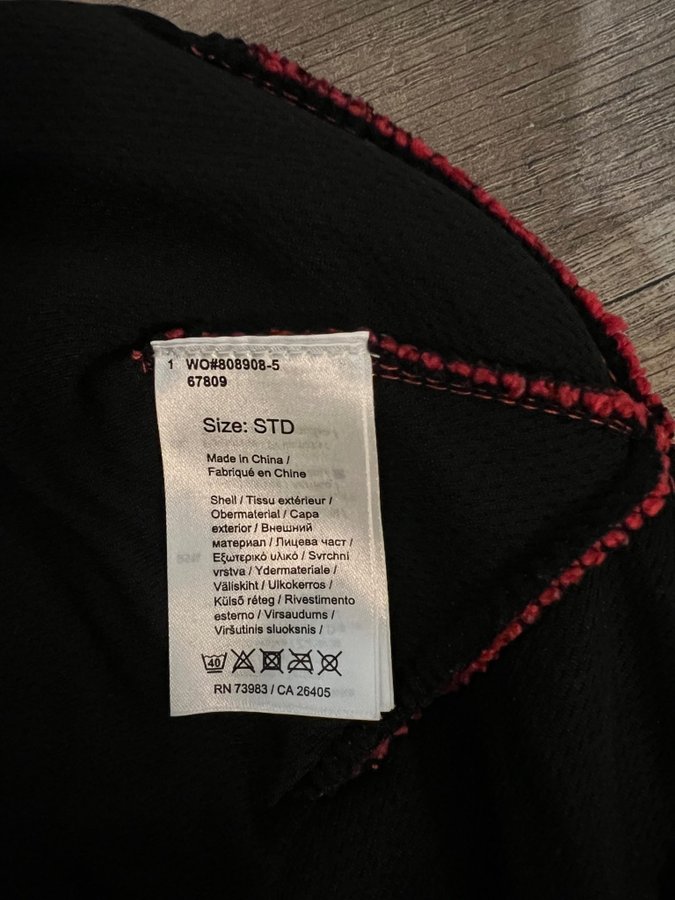 1 WO#808908-5
67809
Size: STD
Made in China /
Fabriqué en Chine
Shell / Tissu extérieur /
Obermaterial / Capa
exterior / Внешний
материал / Лицева част /
Εξωτερικό υλικό / Svrchní
vrstva / Ydermateriale /
Väliskiht / Ulkokerros /
Külső réteg / Rivestimento
esterno / Virsaudums /
Viršutinis sluoksnis /
40
RN 73983 / CA 26405